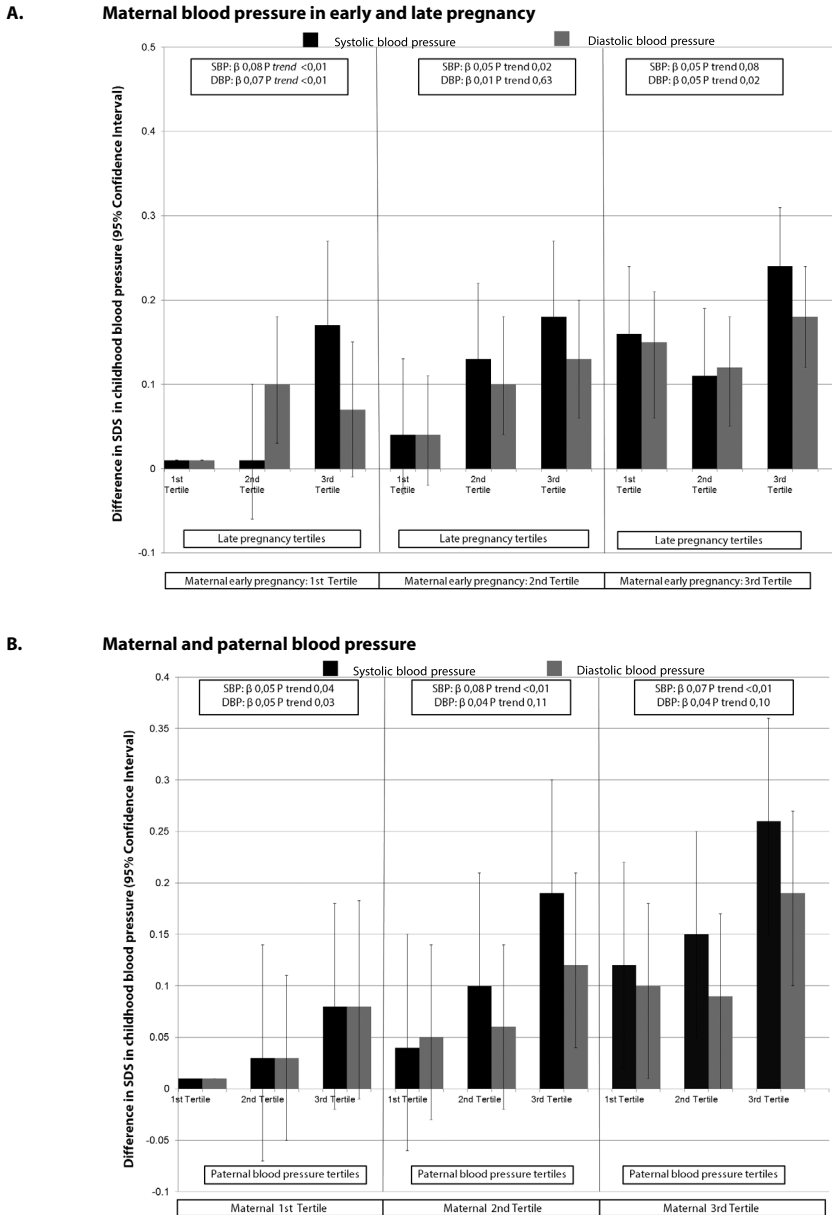 A. Maternal blood pressure in early and late pregnancy
Systolic blood pressure Diastolic blood pressure
Difference in SDS in childhood blood pressure (95% Confidence Interval)
0.5
0.4
0.3
0.2
0.1
0
-0.1
SBP: β 0,08 P trend <0,01
DBP: β 0,07 P trend <0,01
SBP: β 0,05 P trend 0,02
DBP: β 0,01 P trend 0,63
SBP: β 0,05 P trend 0,08
DBP: β 0,05 P trend 0,02
1st
Tertile
2nd
Tertile
3rd
Tertile
1st
Tertile
2nd
Tertile
3rd
Tertile
1st
Tertile
2nd
Tertile
3rd
Tertile
Late pregnancy tertiles
Late pregnancy tertiles
Late pregnancy tertiles
Maternal early pregnancy: 1st Tertile
Maternal early pregnancy: 2nd Tertile
Maternal early pregnancy: 3rd Tertile
B. Maternal and paternal blood pressure
Systolic blood pressure Diastolic blood pressure
Difference in SDS in childhood blood pressure (95% Confidence Interval)
0.4
0.35
0.3
0.25
0.2
0.15
0.1
0.05
0
-0.05
-0.1
SBP: β 0,05 P trend 0,04
DBP: β 0,05 P trend 0,03
SBP: β 0,08 P trend <0,01
DBP: β 0,04 P trend 0,11
SBP: β 0,07 P trend <0,01
DBP: β 0,04 P trend 0,10
1st Tertile 2nd Tertile 3rd Tertile 1st Tertile 2nd Tertile 3rd Tertile 1st Tertile 2nd Tertile 3rd Tertile
Paternal blood pressure tertiles
Paternal blood pressure tertiles
Paternal blood pressure tertiles
Maternal 1st Tertile
Maternal 2nd Tertile
Maternal 3rd Tertile